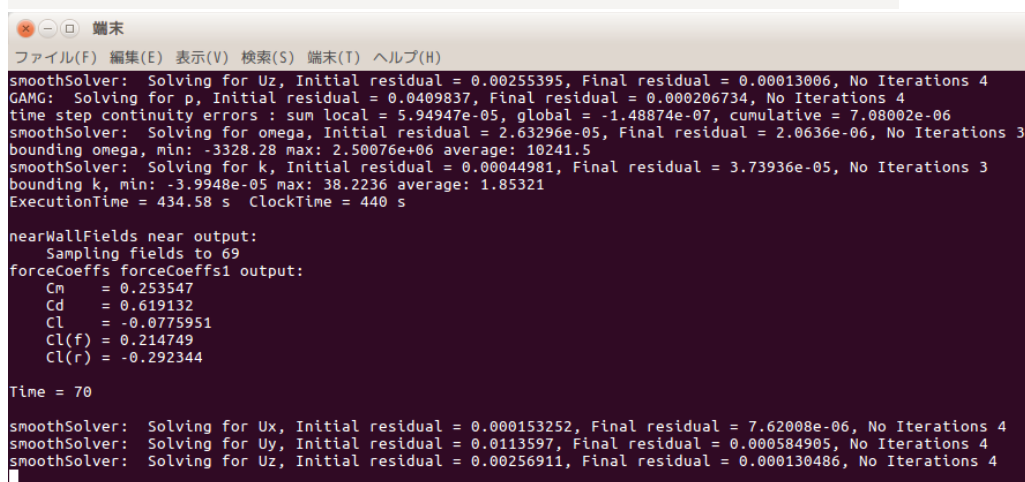 端末
ファイル(F) 編集(E) 表示(V) 検索(S) 端末(T) ヘルプ(H)
smoothSolver:  Solving for Uz, Initial residual = 0.00255395, Final residual = 0.00013006, No Iterations 4
GAMG:  Solving for p, Initial residual = 0.0409837, Final residual = 0.000206734, No Iterations 4
time step continuity errors : sum local = 5.94947e-05, global = -1.48874e-07, cumulative = 7.08002e-06
smoothSolver:  Solving for omega, Initial residual = 2.63296e-05, Final residual = 2.0636e-06, No Iterations 3
bounding omega, min: -3328.28 max: 2.50076e+06 average: 10241.5
smoothSolver:  Solving for k, Initial residual = 0.00044981, Final residual = 3.73936e-05, No Iterations 3
bounding k, min: -3.9948e-05 max: 38.2236 average: 1.85321
ExecutionTime = 434.58 s  ClockTime = 440 s
nearWallFields near output:
    Sampling fields to 69
forceCoeffs forceCoeffs1 output:
    Cm    = 0.253547
    Cd    = 0.619132
    Cl    = -0.0775951
    Cl(f) = 0.214749
    Cl(r) = -0.292344
Time = 70
smoothSolver:  Solving for Ux, Initial residual = 0.000153252, Final residual = 7.62008e-06, No Iterations 4
smoothSolver:  Solving for Uy, Initial residual = 0.0113597, Final residual = 0.000584905, No Iterations 4
smoothSolver:  Solving for Uz, Initial residual = 0.00256911, Final residual = 0.000130486, No Iterations 4